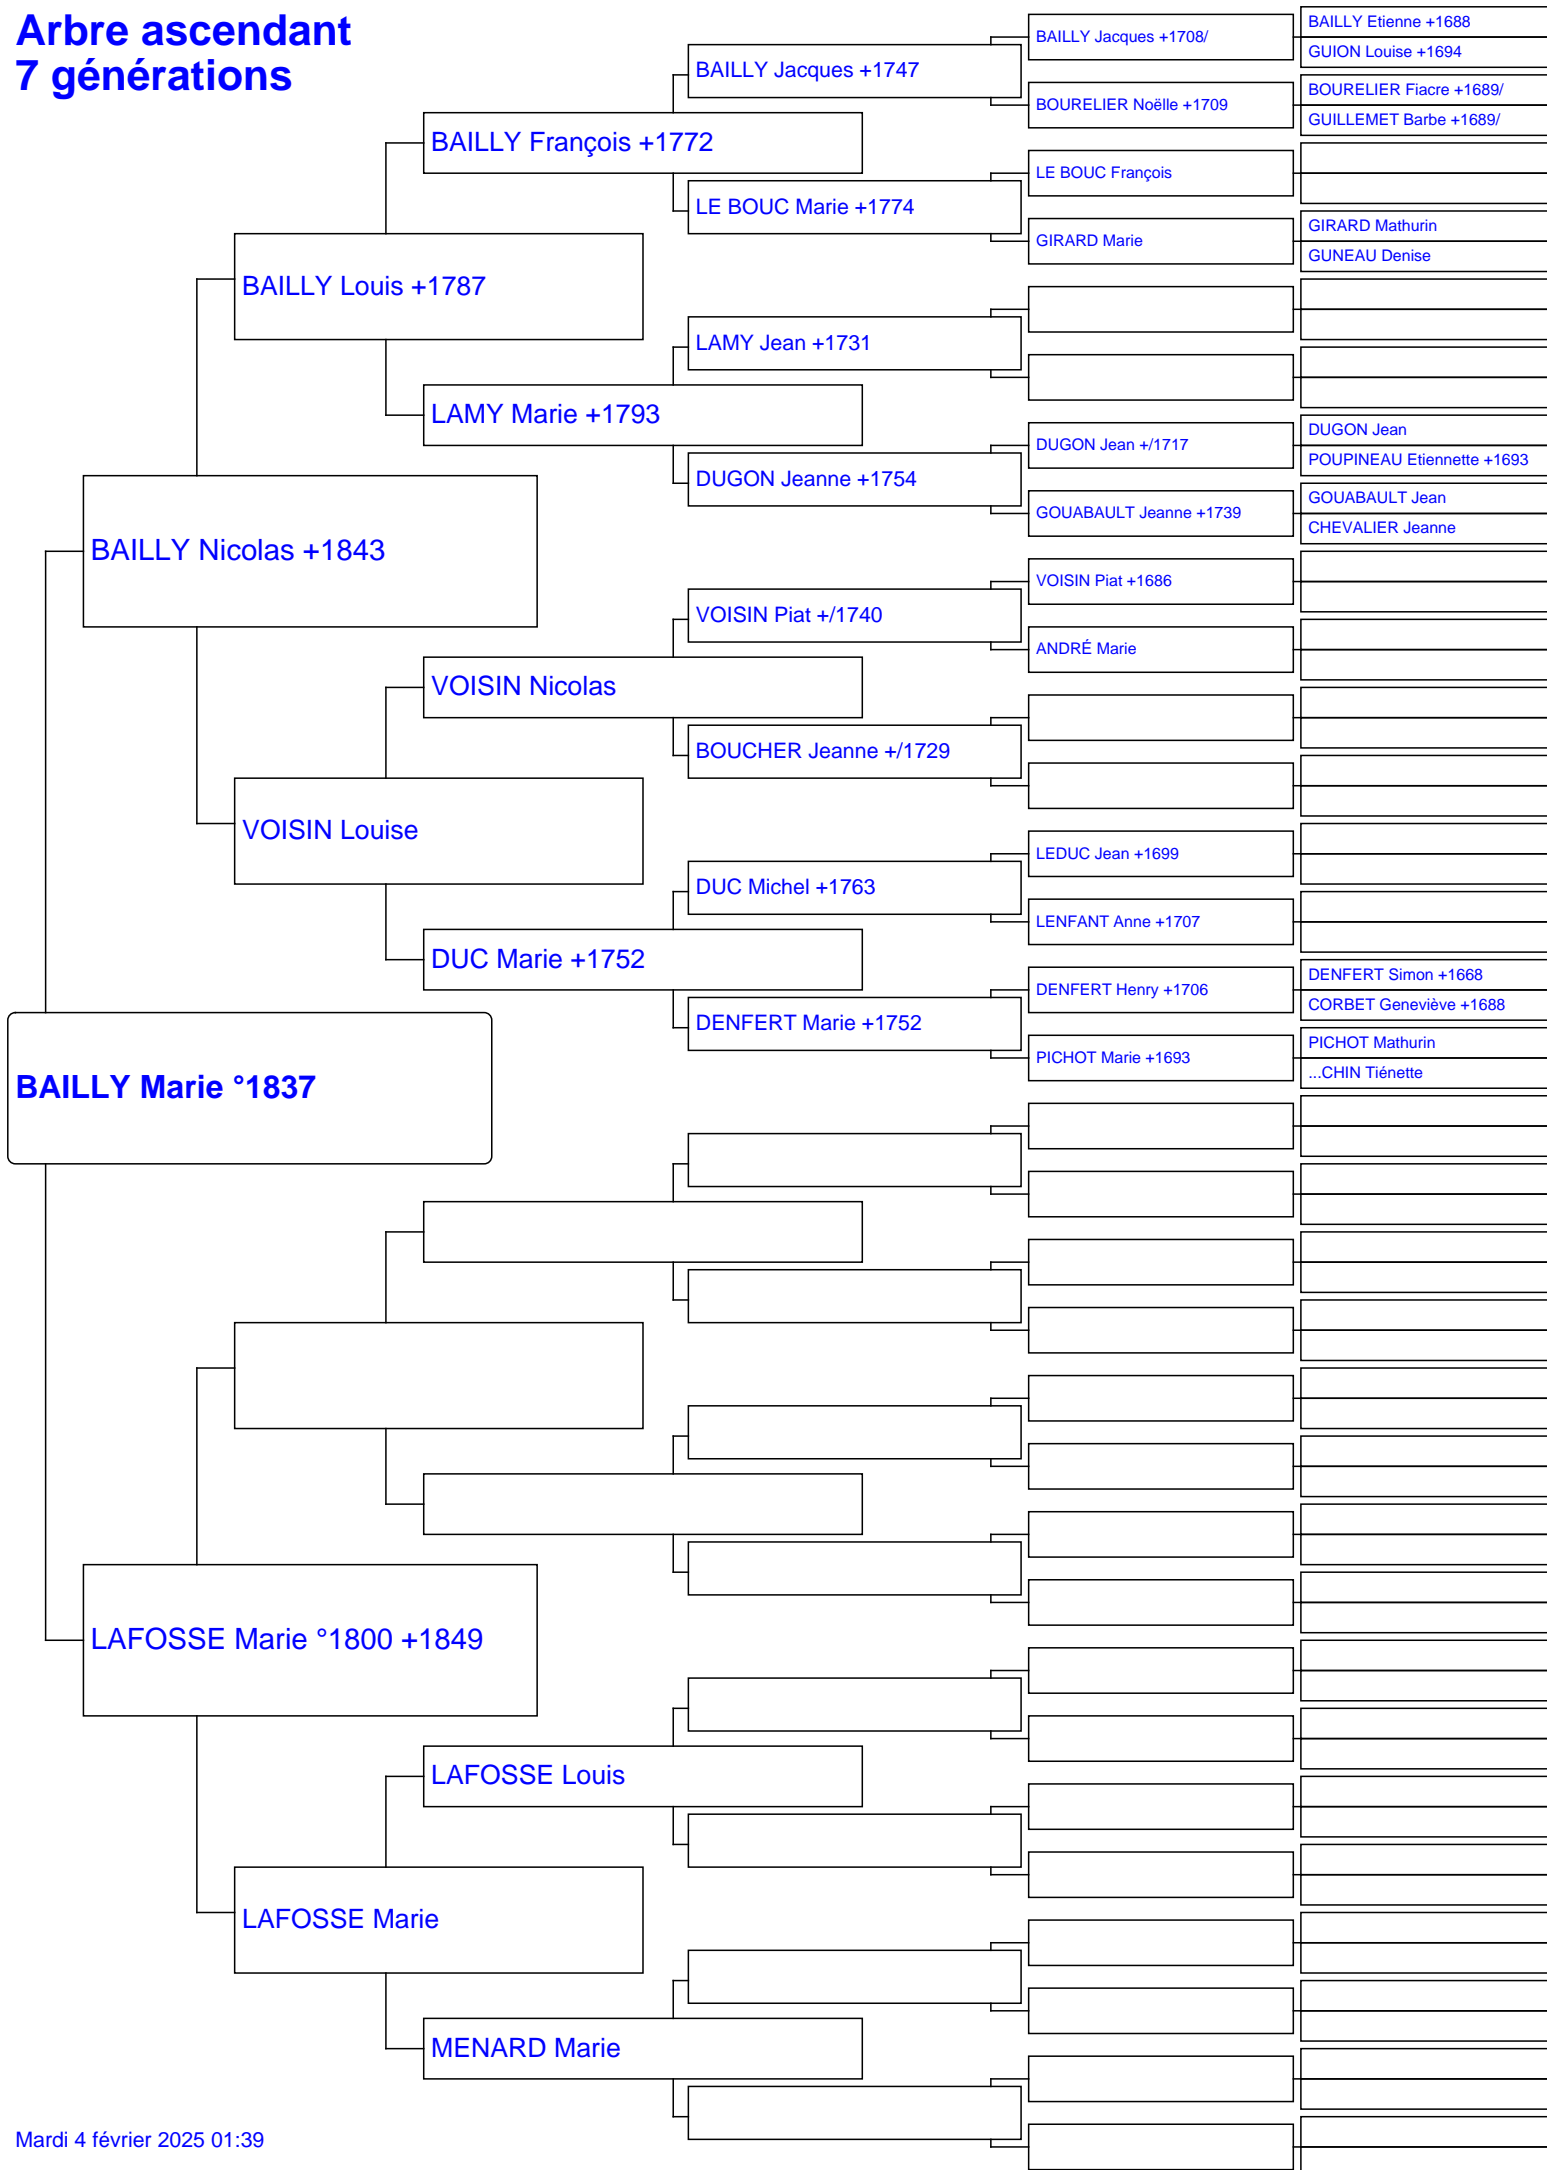 Arbre ascendant
7 générations
BAILLY Marie °1837
BAILLY Nicolas +1843
LAFOSSE Marie °1800 +1849
BAILLY Louis +1787
VOISIN Louise
LAFOSSE Marie
BAILLY François +1772
LAMY Marie +1793
VOISIN Nicolas
DUC Marie +1752
LAFOSSE Louis
MENARD Marie
BAILLY Jacques +1747
LE BOUC Marie +1774
LAMY Jean +1731
DUGON Jeanne +1754
VOISIN Piat +/1740
BOUCHER Jeanne +/1729
DUC Michel +1763
DENFERT Marie +1752
BAILLY Jacques +1708/
BOURELIER Noëlle +1709
LE BOUC François
GIRARD Marie
DUGON Jean +/1717
GOUABAULT Jeanne +1739
VOISIN Piat +1686
ANDRÉ Marie
LEDUC Jean +1699
LENFANT Anne +1707
DENFERT Henry +1706
PICHOT Marie +1693
BAILLY Etienne +1688
GUION Louise +1694
BOURELIER Fiacre +1689/
GUILLEMET Barbe +1689/
GIRARD Mathurin
GUNEAU Denise
DUGON Jean
POUPINEAU Etiennette +1693
GOUABAULT Jean
CHEVALIER Jeanne
DENFERT Simon +1668
CORBET Geneviève +1688
PICHOT Mathurin
...CHIN Tiénette
Mardi 4 février 2025 01:39